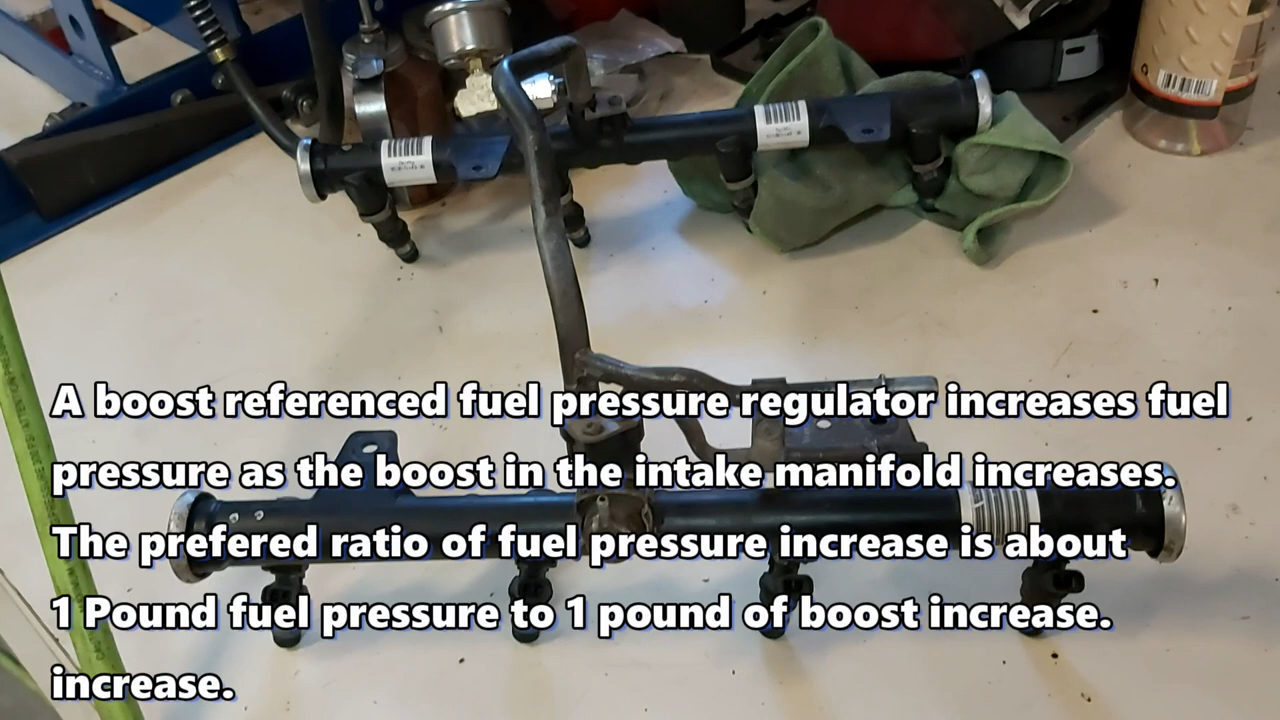 A boost referenced fuel pressure regulator increases fuel
pressure as the boost in the intake manifold increases.
The prefered ratio of fuel pressure increase is about
1 Pound fuel pressure to 1 pound of boost increase.
increase.